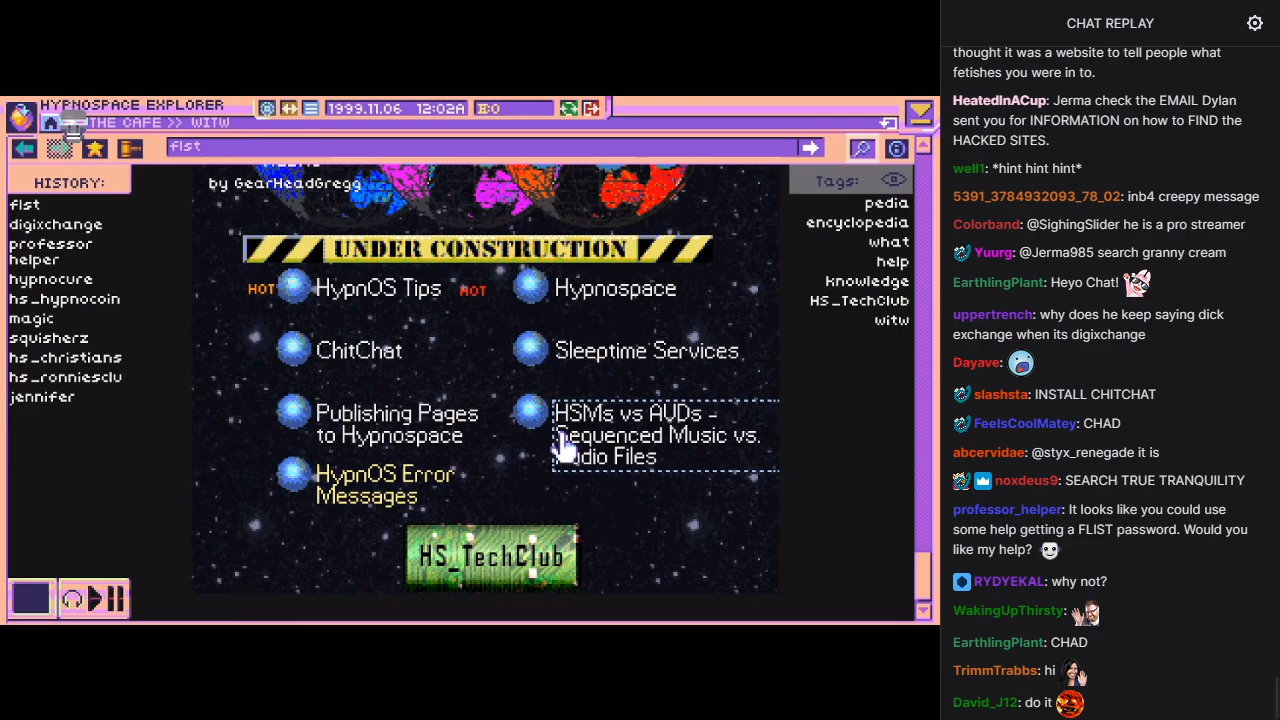 HYPNOSPACE EXPLORER
1999.11.06 12:02A
:0
THE CAFE >> WITW
flst
HISTORY:
flst
digixchange
professor
helper
hypnocure
hs_hypnocoin
magic
squisherz
hs_christians
hs_ronniesclu
jennifer
by GearHeadGregg
UNDER CONSTRUCTION
HOT
HypnOS Tips
HOT
Hypnospace
ChitChat
Sleeptime Services
Publishing Pages
to Hypnospace
HSMs vs AVDs -
Sequenced Music vs.
Audio Files
HypnOS Error
Messages
HS_TechClub
Tags:
pedia
encyclopedia
what
help
knowledge
HS_TechClub
witw
CHAT REPLAY
thought it was a website to tell people what
fetishes you were in to.
HeatedInACup: Jerma check the EMAIL Dylan
sent you for INFORMATION on how to FIND the
HACKED SITES.
well1: *hint hint hint*
5391_3784932093_78_02: inb4 creepy message
Colorband: @SighingSlider he is a pro streamer
Yuurg: @Jerma985 search granny cream
EarthlingPlant: Heyo Chat!
uppertrench: why does he keep saying dick
exchange when its digixchange
Dayave:
slashsta: INSTALL CHITCHAT
FeelsCoolMatey: CHAD
abcervidae: @styx_renegade it is
noxdeus9: SEARCH TRUE TRANQUILITY
professor_helper: It looks like you could use
some help getting a FLIST password. Would you
like my help?
RYDYEKAL: why not?
WakingUpThirsty:
EarthlingPlant: CHAD
TrimmTrabbs: hi
David_J12: do it